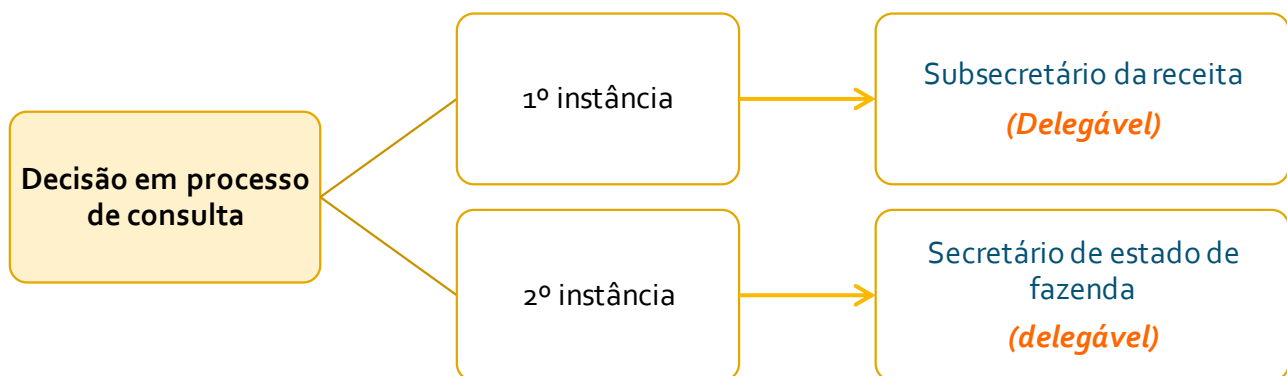 Decisão em processo
de consulta
1º instância
Subsecretário da receita
(Delegável)
2º instância
Secretário de estado de
fazenda
(delegável)